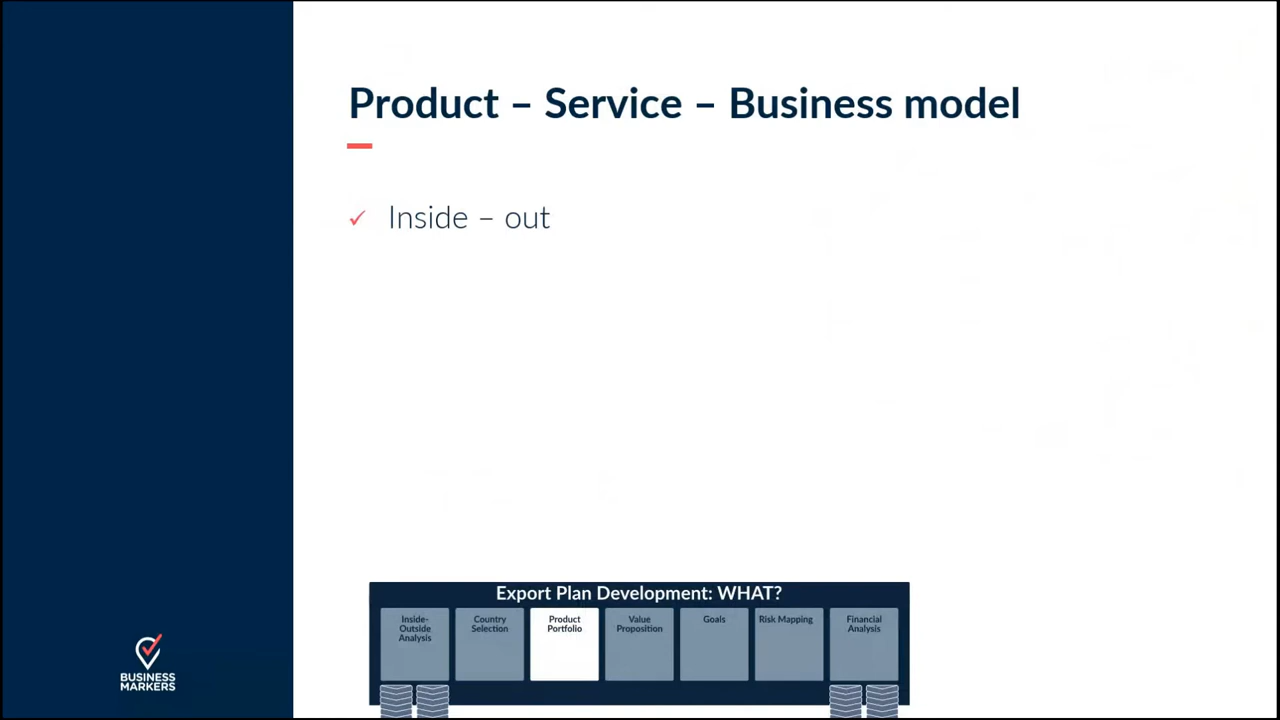 Product – Service – Business model
✓ Inside – out
Export Plan Development: WHAT?
Inside-
Outside
Analysis
Country
Selection
Product
Portfolio
Value
Proposition
Goals
Risk Mapping
Financial
Analysis
BUSINESS
MARKERS